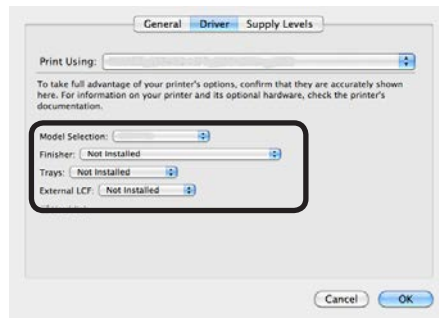 General Driver Supply Levels
Print Using:
To take full advantage of your printer's options, confirm that they are accurately shown
here. For information on your printer and its optional hardware, check the printer's
documentation.
Model Selection:
Finisher: Not Installed
Trays: Not Installed
External LCF: Not Installed
Cancel OK